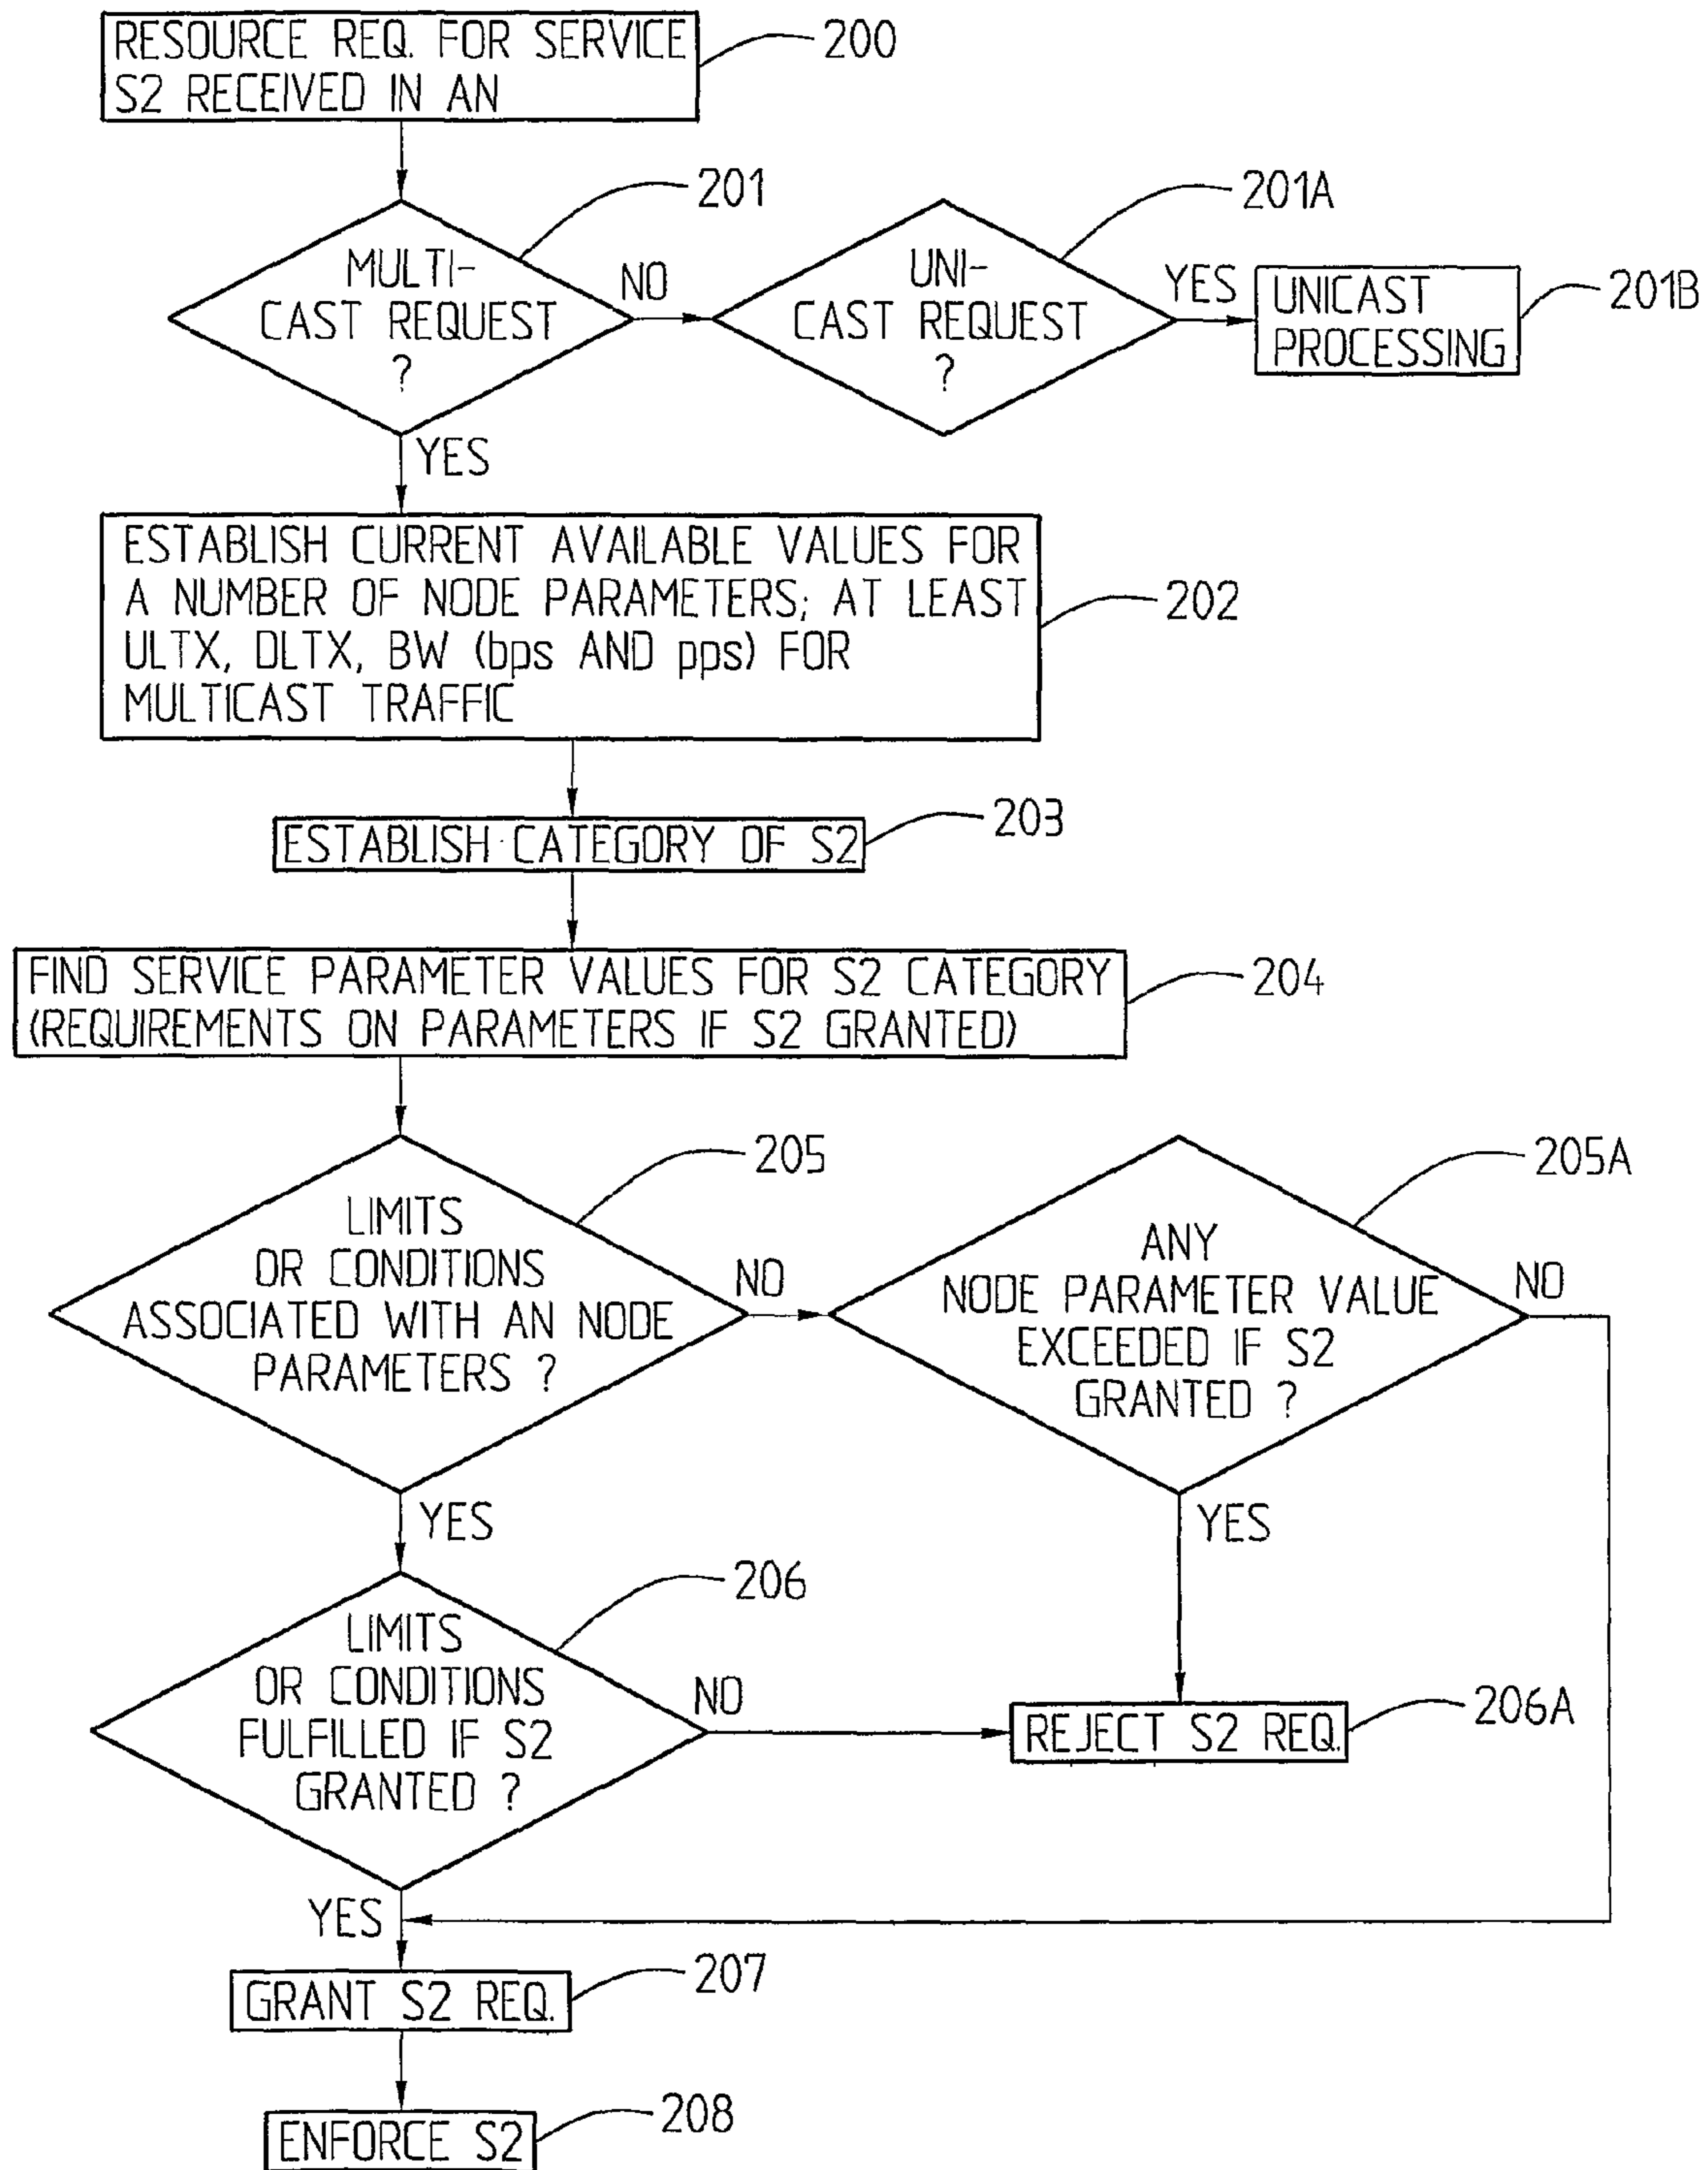 RESOURCE REQ. FOR SERVICE
S2 RECEIVED IN AN
200
201
MULTI-
CAST REQUEST
?
NO
201A
UNI-
CAST REQUEST
?
YES
UNICAST
PROCESSING
201B
YES
ESTABLISH CURRENT AVAILABLE VALUES FOR
A NUMBER OF NODE PARAMETERS; AT LEAST
ULTX, DLTX, BW (bps AND pps) FOR
MULTICAST TRAFFIC
202
ESTABLISH CATEGORY OF S2
203
FIND SERVICE PARAMETER VALUES FOR S2 CATEGORY
(REQUIREMENTS ON PARAMETERS IF S2 GRANTED)
204
205
LIMITS
OR CONDITIONS
ASSOCIATED WITH AN NODE
PARAMETERS ?
NO
205A
ANY
NODE PARAMETER VALUE
EXCEEDED IF S2
GRANTED ?
NO
YES
YES
206
LIMITS
OR CONDITIONS
FULFILLED IF S2
GRANTED ?
NO
REJECT S2 REQ.
206A
YES
GRANT S2 REQ.
207
ENFORCE S2
208